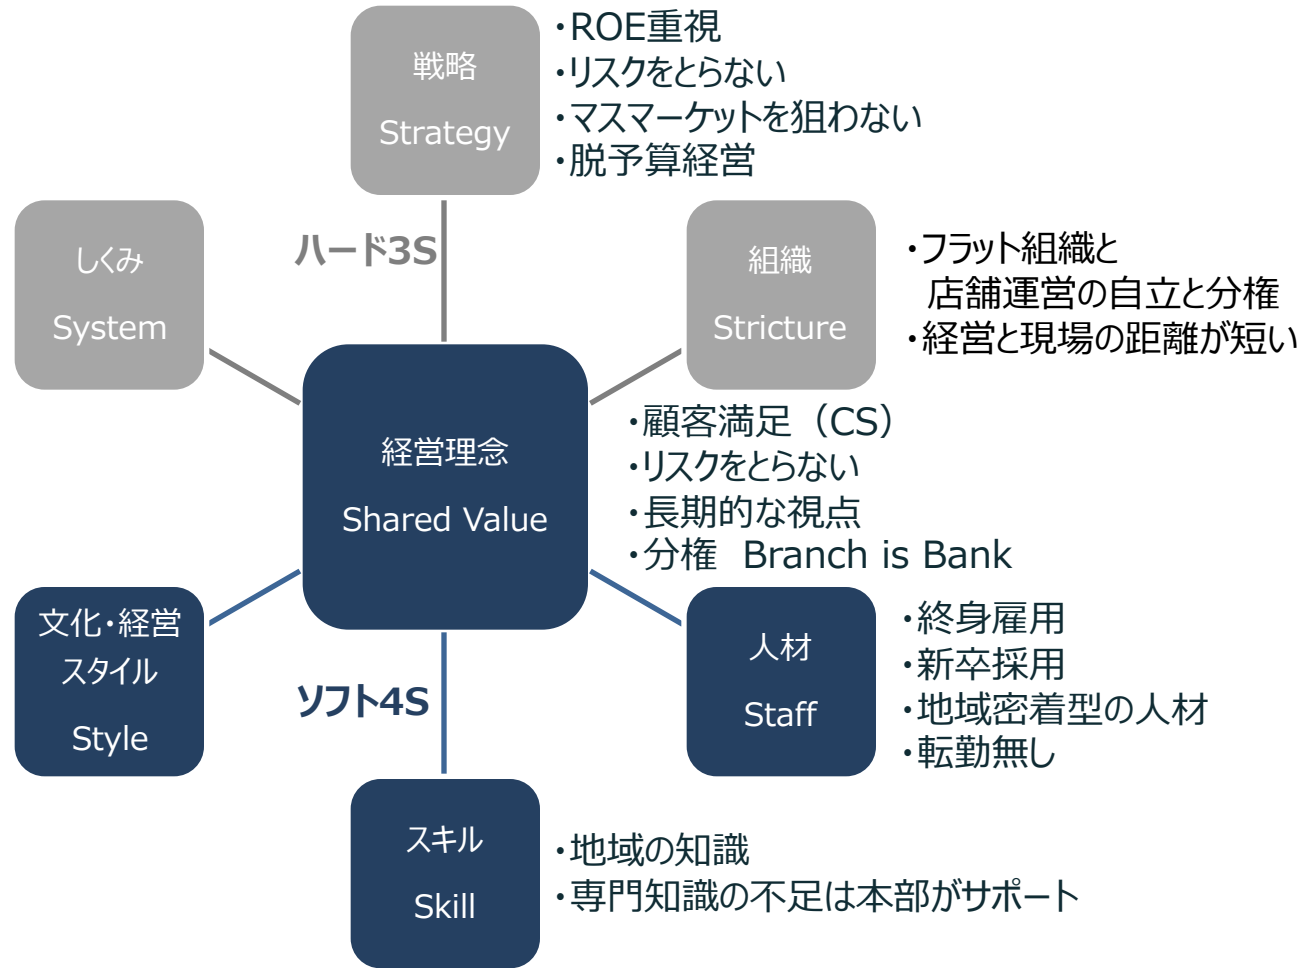 戦略
Strategy
・ROE重視
・リスクをとらない
・マスマーケットを狙わない
・脱予算経営
ハード3S
しくみ
System
組織
Stricture
・フラット組織と
店舗運営の自立と分権
・経営と現場の距離が短い
経営理念
Shared Value
・顧客満足（CS）
・リスクをとらない
・長期的な視点
・分権 Branch is Bank
文化・経営
スタイル
Style
ソフト4S
人材
Staff
・終身雇用
・新卒採用
・地域密着型の人材
・転勤無し
スキル
Skill
・地域の知識
・専門知識の不足は本部がサポート